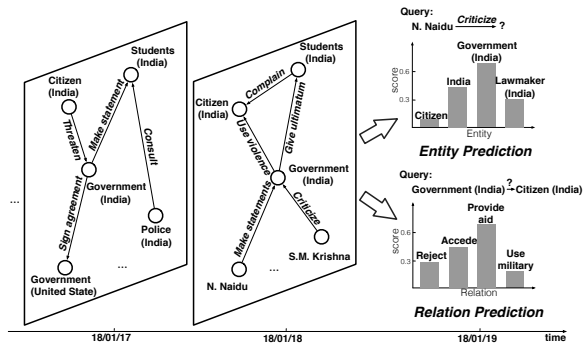 Students
(India)
Citizen
(India)
Threaten
Make statement
Consult
Government
(India)
Sign agreement
Police
(India)
Government
(United State)
...
...
Students
(India)
Complain
Citizen
(India)
Use violence
Give ultimatum
Government
(India)
Make statements
Criticize
S.M. Krishna
N. Naidu
...
Query:
N. Naidu Criticize ?
Government
(India)
India
Lawmaker
(India)
Citizen
score
0.6
0.3
Entity
Entity Prediction
Query:
Government (India) ? Citizen (India)
Provide
aid
Accede
Reject
Use
military
score
0.6
0.3
Relation
Relation Prediction
18/01/17
18/01/18
18/01/19
time